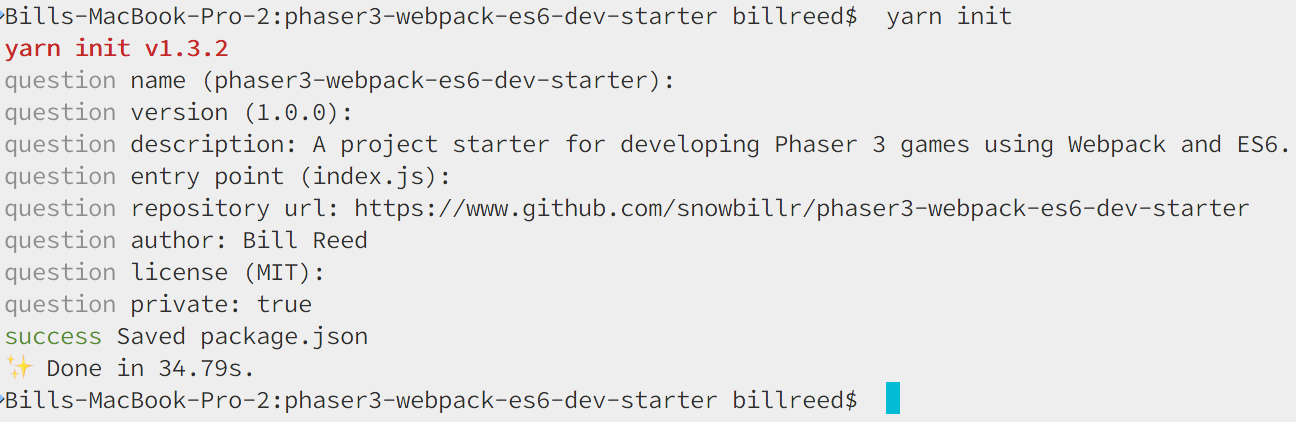 Bills-MacBook-Pro-2:phaser3-webpack-es6-dev-starter billreed$  yarn init
yarn init v1.3.2
question name (phaser3-webpack-es6-dev-starter):
question version (1.0.0):
question description: A project starter for developing Phaser 3 games using Webpack and ES6.
question entry point (index.js):
question repository url: https://www.github.com/snowbillr/phaser3-webpack-es6-dev-starter
question author: Bill Reed
question license (MIT):
question private: true
success Saved package.json
✨ Done in 34.79s.
Bills-MacBook-Pro-2:phaser3-webpack-es6-dev-starter billreed$